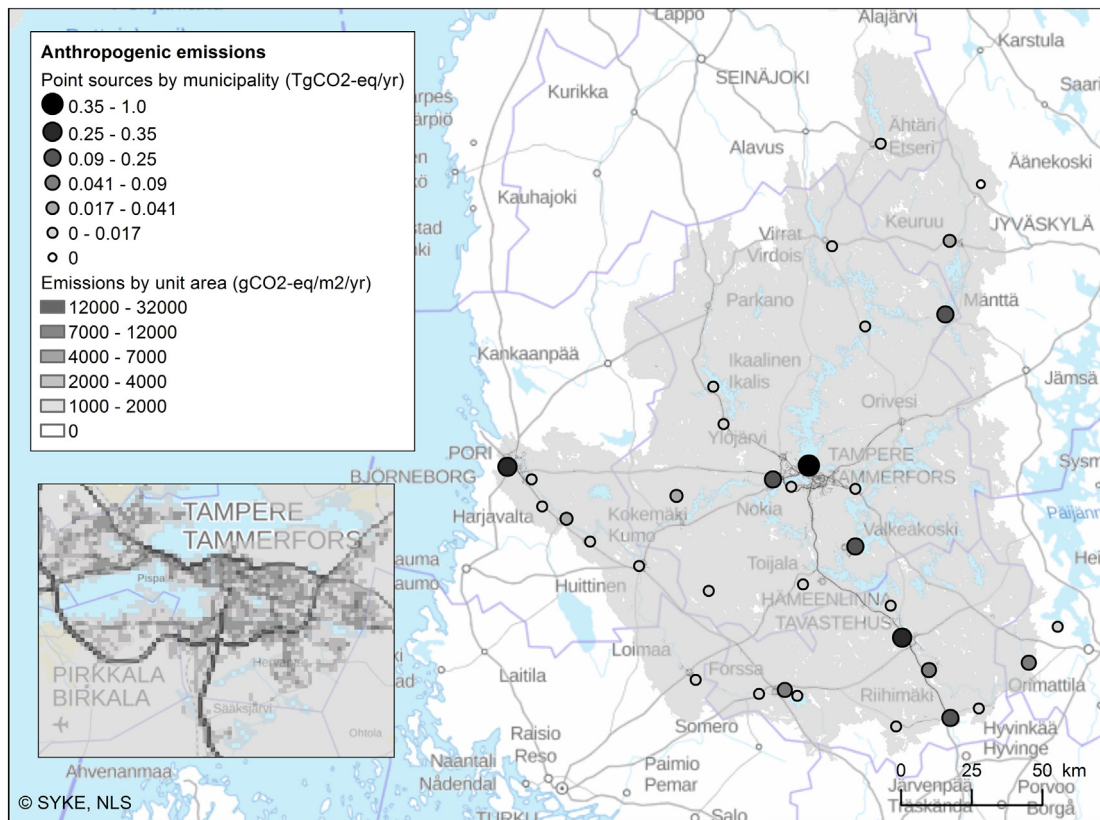 Anthropogenic emissions
Point sources by municipality (TgCO2-eq/yr)
0.35 - 1.0
0.25 - 0.35
0.09 - 0.25
0.041 - 0.09
0.017 - 0.041
0 - 0.017
0
Emissions by unit area (gCO2-eq/m2/yr)
12000 - 32000
7000 - 12000
4000 - 7000
2000 - 4000
1000 - 2000
0
Lappo
Alajärvi
Karstula
SEINÄJOKI
Kurikka
Ähtäri
Etseri
Alavus
Äänekoski
Kauhajoki
Keuruu
JYVÄSKYLÄ
Virrat
Virdois
Parkano
Mänttä
Kankaanpää
Ikaalinen
Ikalis
Jämsä
Orivesi
Ylöjärvi
PORI
BJÖRNEBORG
TAMPERE
TAMMERFORS
Harjavalta
Kokemäki
Kumo
Nokia
Valkeakoski
Toijala
Huittinen
HÄMEENLINNA
TAVASTEHUS
Loimaa
Forssa
Laitila
Riihimäki
Orimattila
Somero
Hyvinkää
Hyvinge
Raisio
Reso
Naantali
Nådendal
Paimio
Pemar
Järvenpää
Träskända
Porvoo
Borgå
TURKU
Salo
0 25 50 km
TAMPERE
TAMMERFORS
Pispa
PIRKKALA
BIRKALA
Sääksjärvi
Ohtola
Ahvenanmaa
© SYKE, NLS